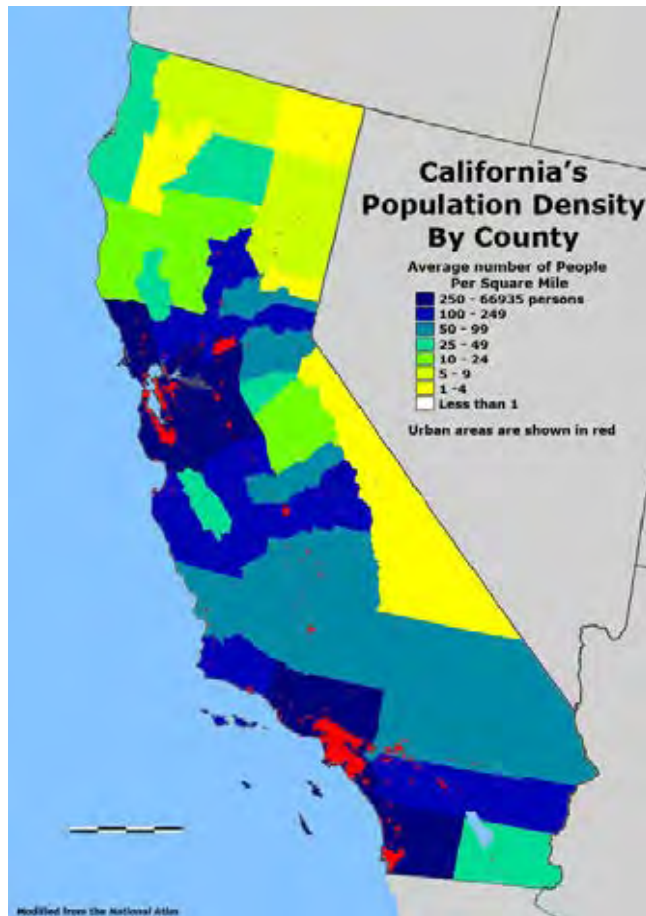 California's
Population Density
By County
Average number of People
Per Square Mile
250 - 66935 persons
100 - 249
50 - 99
25 - 49
10 - 24
5 - 9
1 -4
Less than 1
Urban areas are shown in red
Modified from the National Atlas